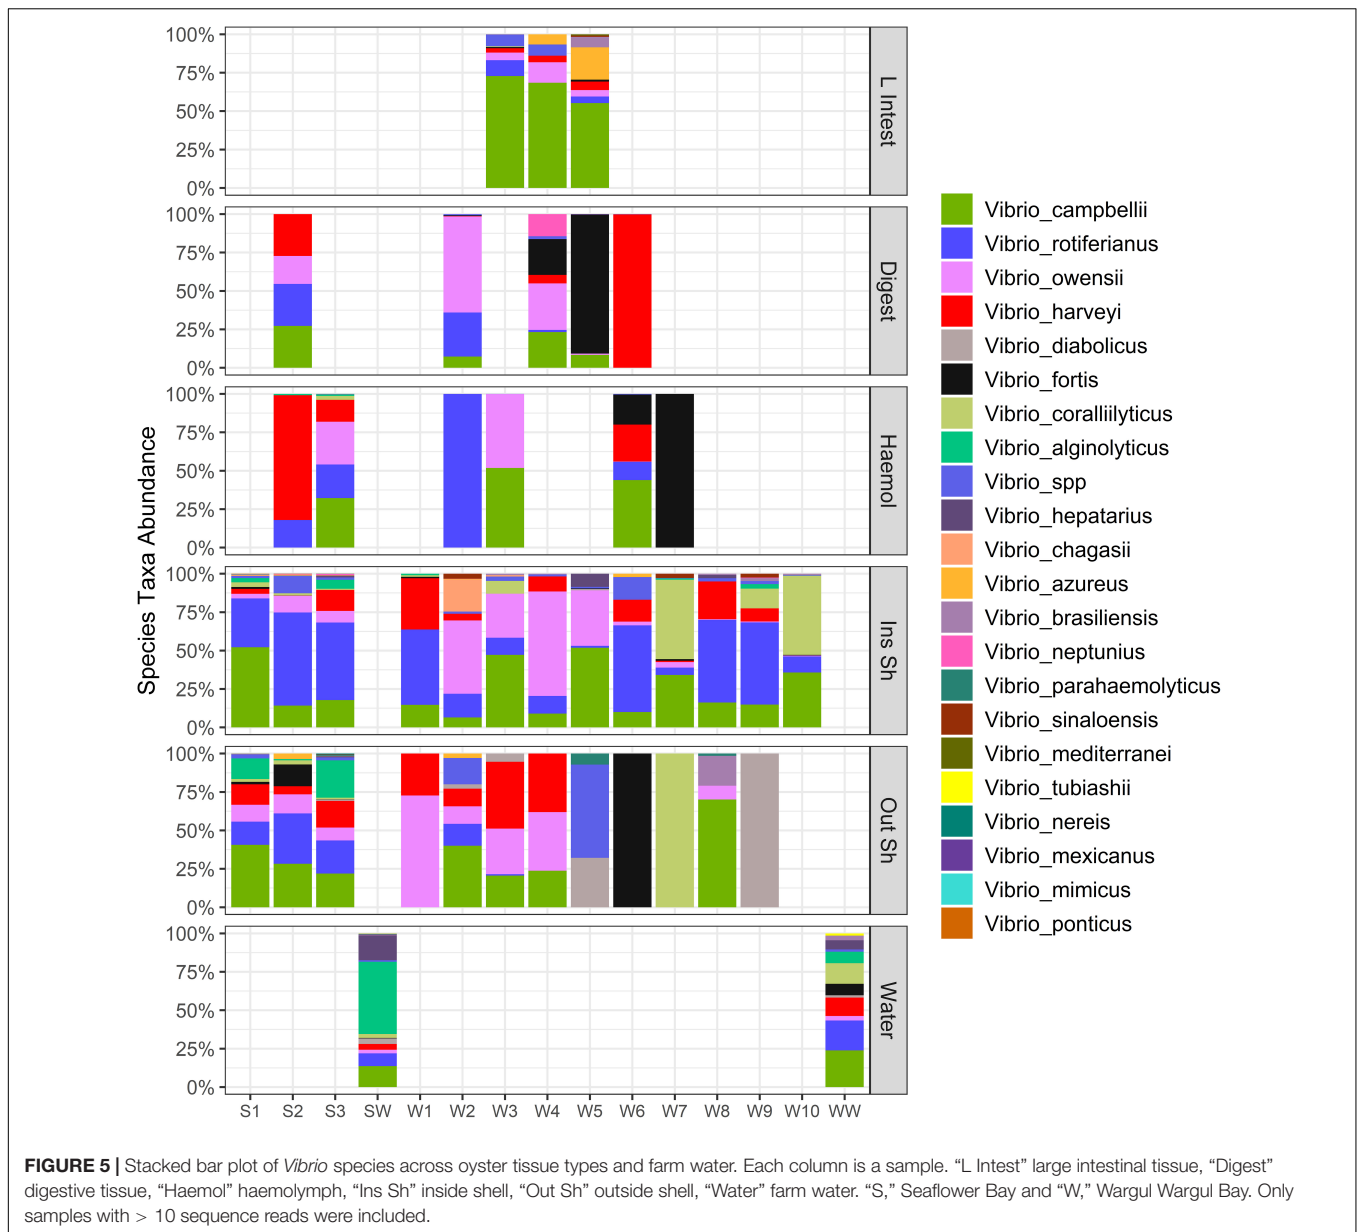 100%
75%
50%
25%
0%
L Intest
100%
75%
50%
25%
0%
Digest
100%
75%
50%
25%
0%
Haemol
100%
75%
50%
25%
0%
Ins Sh
100%
75%
50%
25%
0%
Out Sh
100%
75%
50%
25%
0%
Water
Species Taxa Abundance
S1 S2 S3 SW W1 W2 W3 W4 W5 W6 W7 W8 W9 W10 WW
Vibrio_campbellii
Vibrio_rotiferianus
Vibrio_owensii
Vibrio_harveyi
Vibrio_diabolicus
Vibrio_fortis
Vibrio_coralliilyticus
Vibrio_alginolyticus
Vibrio_spp
Vibrio_hepatarius
Vibrio_chagasii
Vibrio_azureus
Vibrio_brasiliensis
Vibrio_neptunius
Vibrio_parahaemolyticus
Vibrio_sinaloensis
Vibrio_mediterranei
Vibrio_tubiashii
Vibrio_nereis
Vibrio_mexicanus
Vibrio_mimicus
Vibrio_ponticus
FIGURE 5 | Stacked bar plot of Vibrio species across oyster tissue types and farm water. Each column is a sample. “L Intest” large intestinal tissue, “Digest”
digestive tissue, “Haemol” haemolymph, “Ins Sh” inside shell, “Out Sh” outside shell, “Water” farm water. “S,” Seaflower Bay and “W,” Wargul Wargul Bay. Only
samples with > 10 sequence reads were included.